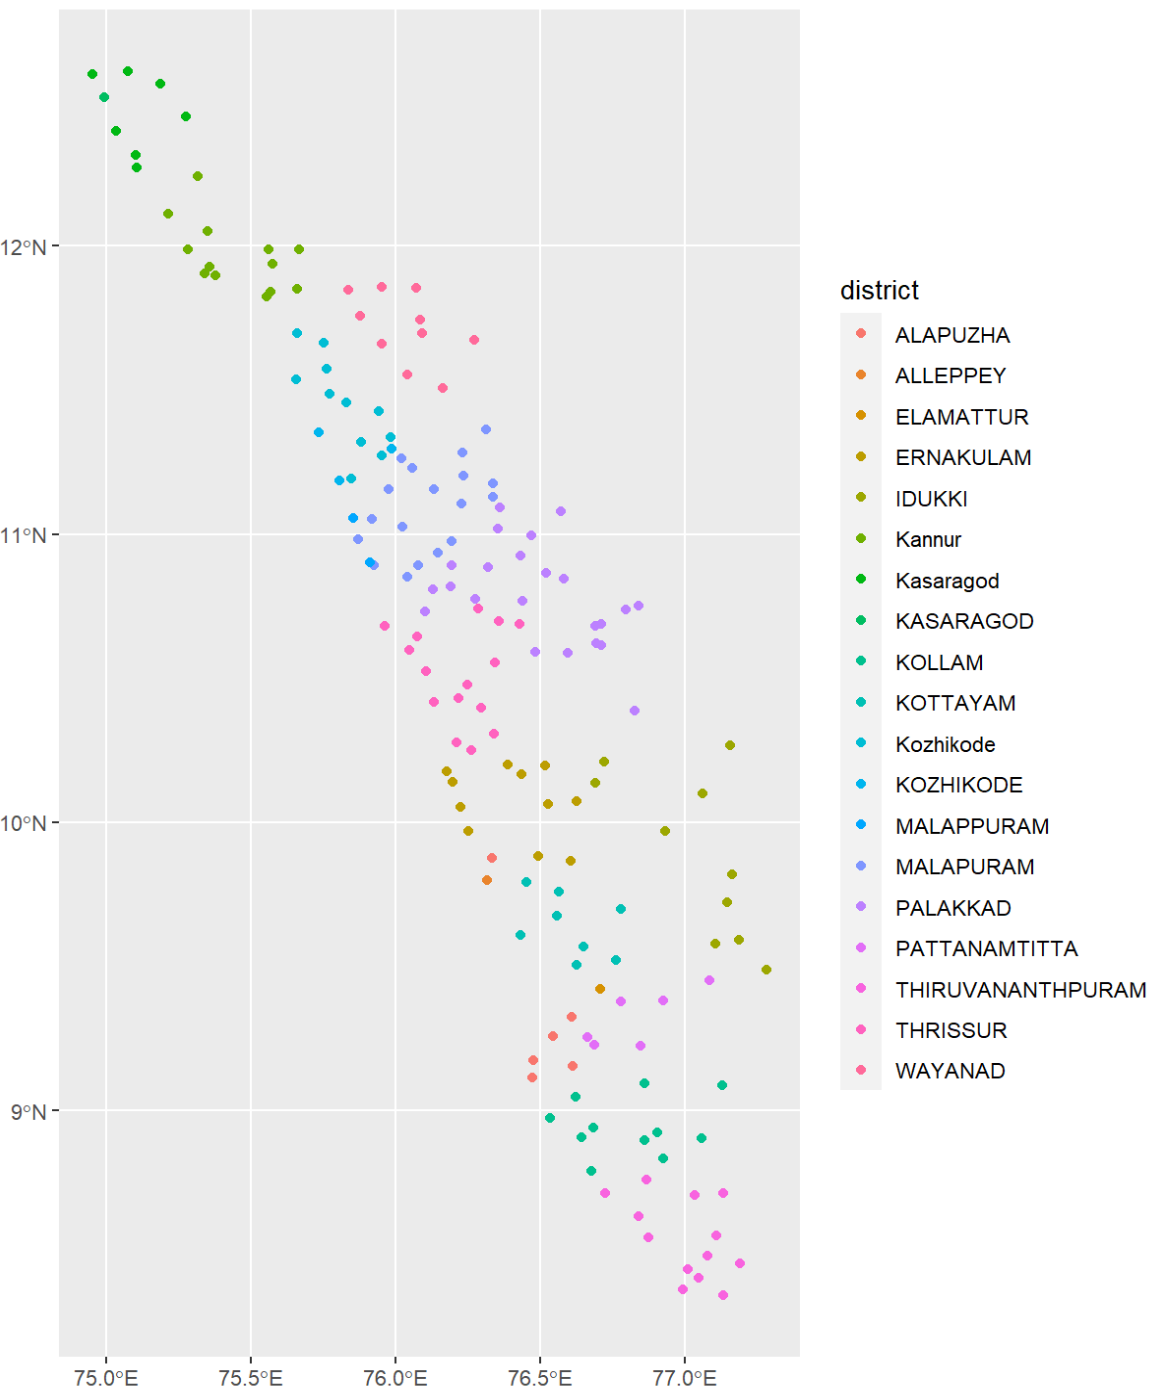 12°N
11°N
10°N
9°N
75.0°E 75.5°E 76.0°E 76.5°E 77.0°E
district
ALAPUZHA
ALLEPPEY
ELAMATTUR
ERNAKULAM
IDUKKI
Kannur
Kasaragod
KASARAGOD
KOLLAM
KOTTAYAM
Kozhikode
KOZHIKODE
MALAPPURAM
MALAPURAM
PALAKKAD
PATTANAMTITTA
THIRUVANANTHPURAM
THRISSUR
WAYANAD